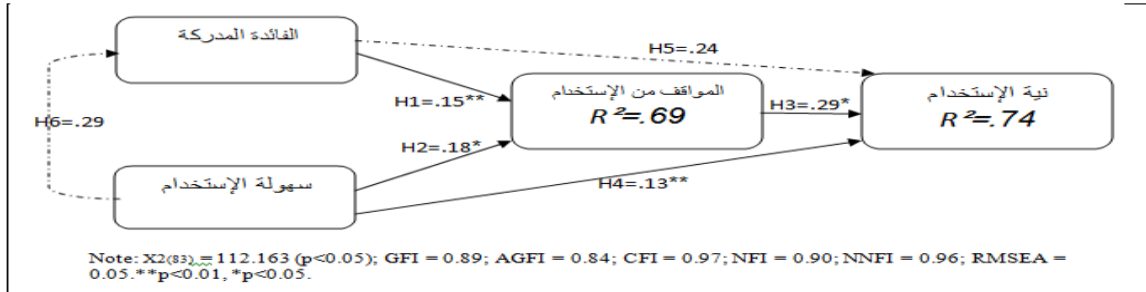 الفائدة المدركة
H5=.24
H1=.15**
المواقف من الإستخدام
R²=.69
H3=.29*
نية الإستخدام
R²=.74
H6=.29
H2=.18*
سهولة الإستخدام
H4=.13**
Note: X2(83) = 112.163 (p<0.05); GFI = 0.89; AGFI = 0.84; CFI = 0.97; NFI = 0.90; NNFI = 0.96; RMSEA =
0.05.**p<0.01, *p<0.05.